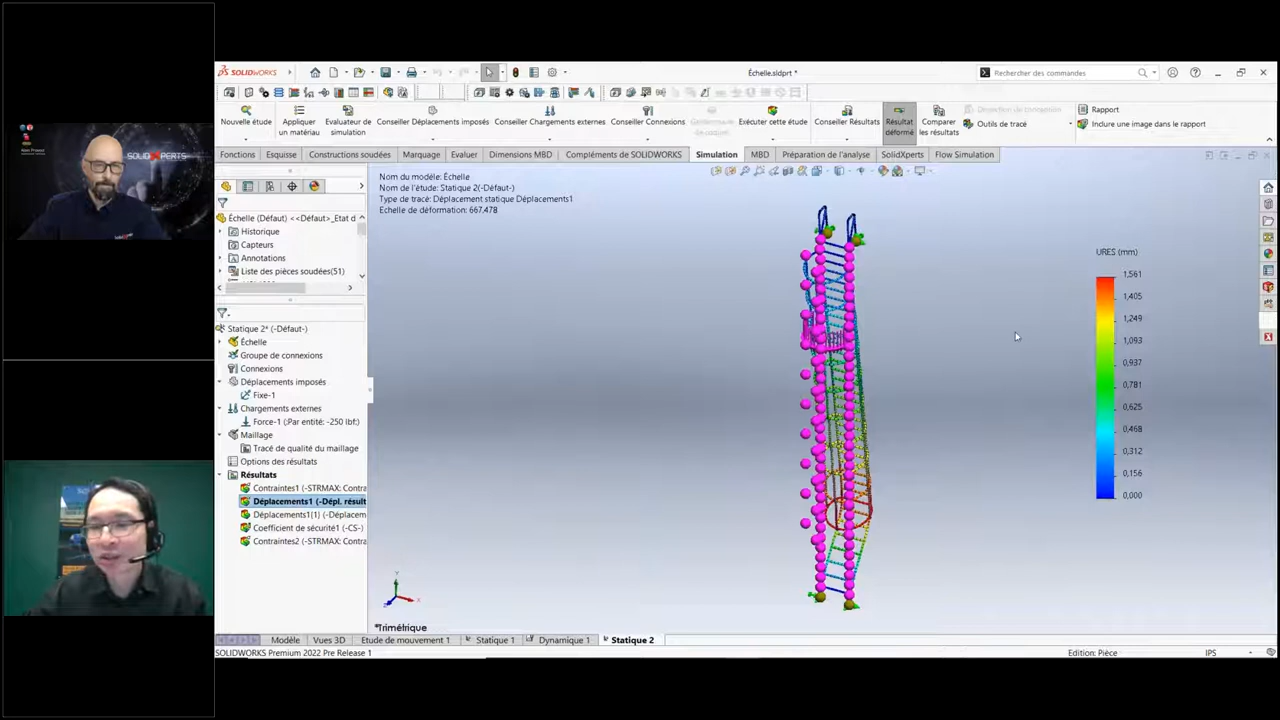 SOLIDXPERTS
SOLIDWORKS
Échelle.sldprt *
Rechercher des commandes
Nouvelle étude
Appliquer un matériau
Evaluateur de simulation
Conseiller Déplacements imposés
Conseiller Chargements externes
Conseiller Connexions
Exécuter cette étude
Conseiller Résultats
Résultat déformé
Comparer les résultats
Détection de connexion
Outils de tracé
Rapport
Inclure une image dans le rapport
Fonctions
Esquisse
Constructions soudées
Marquage
Evaluer
Dimensions MBD
Compléments de SOLIDWORKS
Simulation
MBD
Préparation de l'analyse
SolidXperts
Flow Simulation
Nom du modèle: Échelle
Nom de l'étude: Statique 2(-Défaut-)
Type de tracé: Déplacement statique Déplacements1
Echelle de déformation: 667,478
Échelle (Défaut) <<Défaut>_Etat d
Historique
Capteurs
Annotations
Liste des pièces soudées(51)
Statique 2* (-Défaut-)
Échelle
Groupe de connexions
Connexions
Déplacements imposés
Fixe-1
Chargements externes
Force-1 (:Par entité: -250 lbf:)
Maillage
Tracé de qualité du maillage
Options des résultats
Résultats
Contraintes1 (-STRMAX: Contra
Déplacements1 (-Dépl. résult
Déplacements1(1) (-Déplacem
Coefficient de sécurité1 (-CS-)
Contraintes2 (-STRMAX: Contra
URES (mm)
1,561
1,405
1,249
1,093
0,937
0,781
0,625
0,468
0,312
0,156
0,000
Y
X
Z
*Trimétrique
Modèle
Vues 3D
Etude de mouvement 1
Statique 1
Dynamique 1
Statique 2
SOLIDWORKS Premium 2022 Pre Release 1
Edition: Pièce
IPS